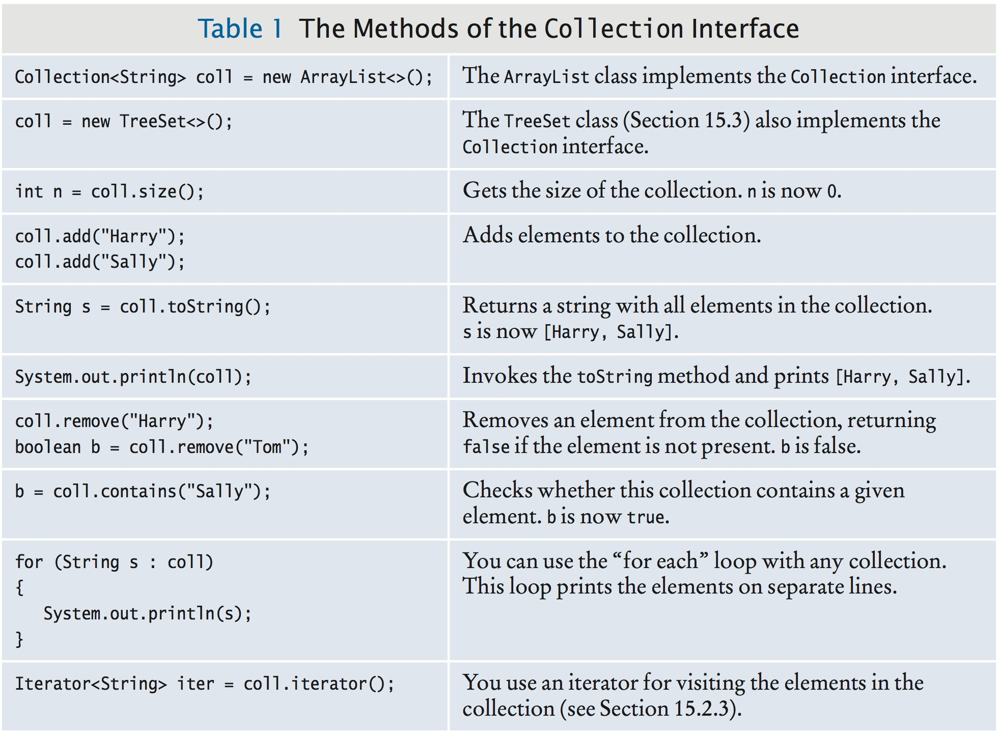 Table 1 The Methods of the Collection Interface
Collection<String> coll = new ArrayList<>();
The ArrayList class implements the Collection interface.
coll = new TreeSet<>();
The TreeSet class (Section 15.3) also implements the
Collection interface.
int n = coll.size();
Gets the size of the collection. n is now 0.
coll.add("Harry");
coll.add("Sally");
Adds elements to the collection.
String s = coll.toString();
Returns a string with all elements in the collection.
s is now [Harry, Sally].
System.out.println(coll);
Invokes the toString method and prints [Harry, Sally].
coll.remove("Harry");
boolean b = coll.remove("Tom");
Removes an element from the collection, returning
false if the element is not present. b is false.
b = coll.contains("Sally");
Checks whether this collection contains a given
element. b is now true.
for (String s : coll)
{
   System.out.println(s);
}
You can use the “for each” loop with any collection.
This loop prints the elements on separate lines.
Iterator<String> iter = coll.iterator();
You use an iterator for visiting the elements in the
collection (see Section 15.2.3).